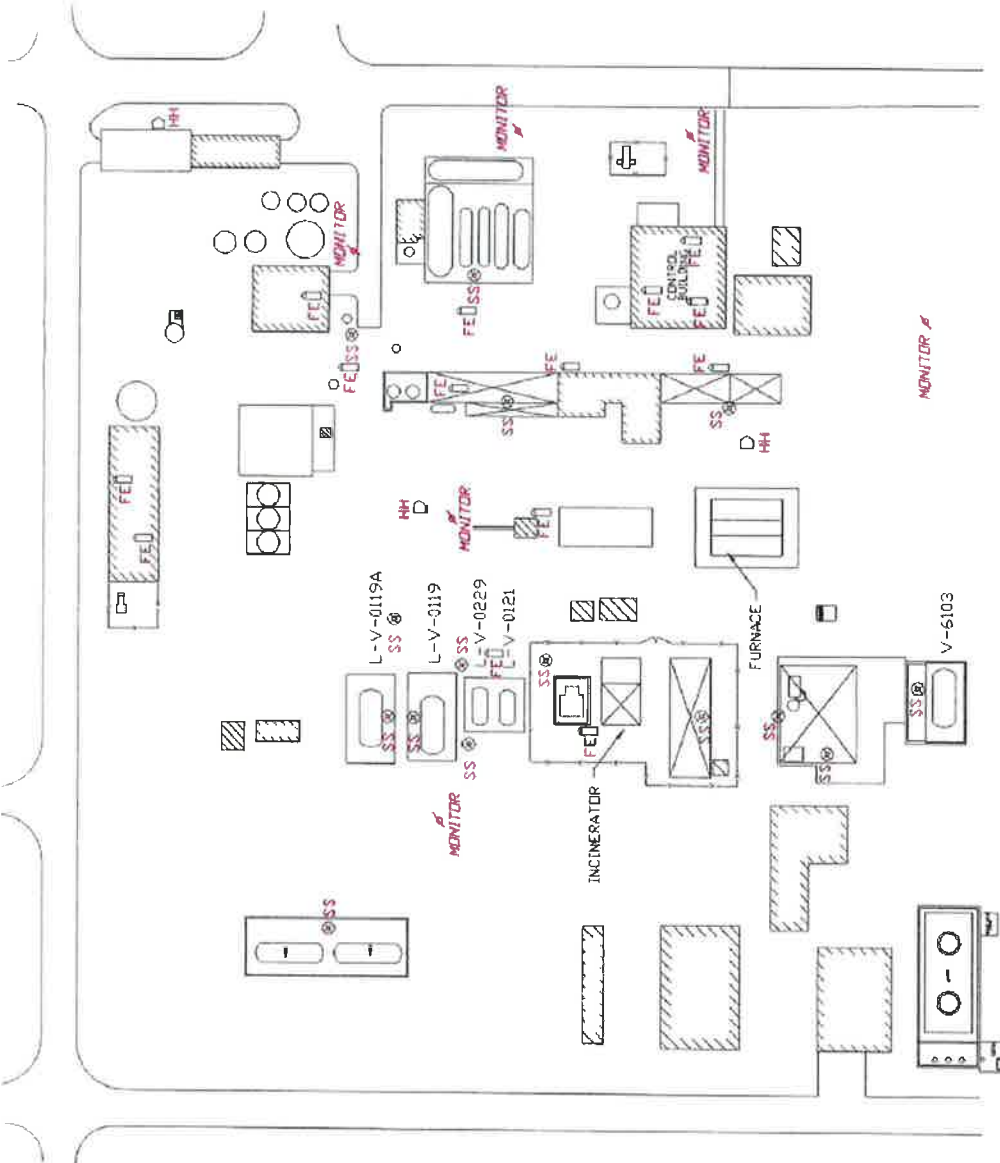 HH
MONITOR
MONITOR
MONITOR
FE
SS
FE
CONTROL
BUILDING
FE
FE
FE
FE
SS
FE
FE
FE
FE
SS
SS
HH
MONITOR
FE
FE
HH
MONITOR
FE
L-V-0119A
SS
L-V-0119
SS
L-V-0229
FE
L-V-0121
SS
FURNACE
V-6103
SS
SS
SS
SS
FE
SS
SS
SS
SS
MONITOR
INCINERATOR
SS